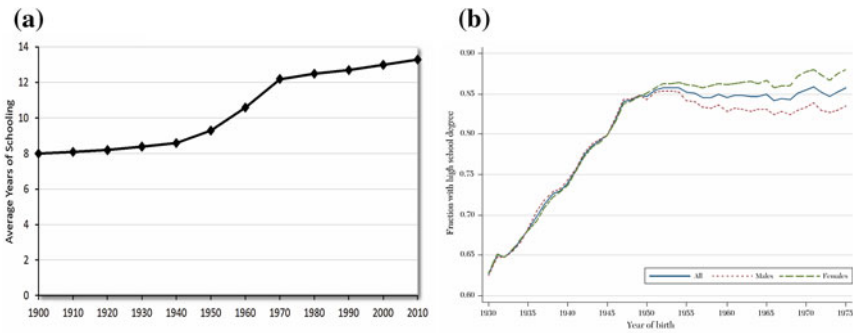 (a)
(b)
Average Years of Schooling
14
12
10
8
6
4
2
0
1900 1910 1920 1930 1940 1950 1960 1970 1980 1990 2000 2010
Fraction with high school degree
0.90
0.85
0.80
0.75
0.70
0.65
0.60
All Males Females
1930 1935 1940 1945 1950 1955 1960 1965 1970 1975
Year of birth